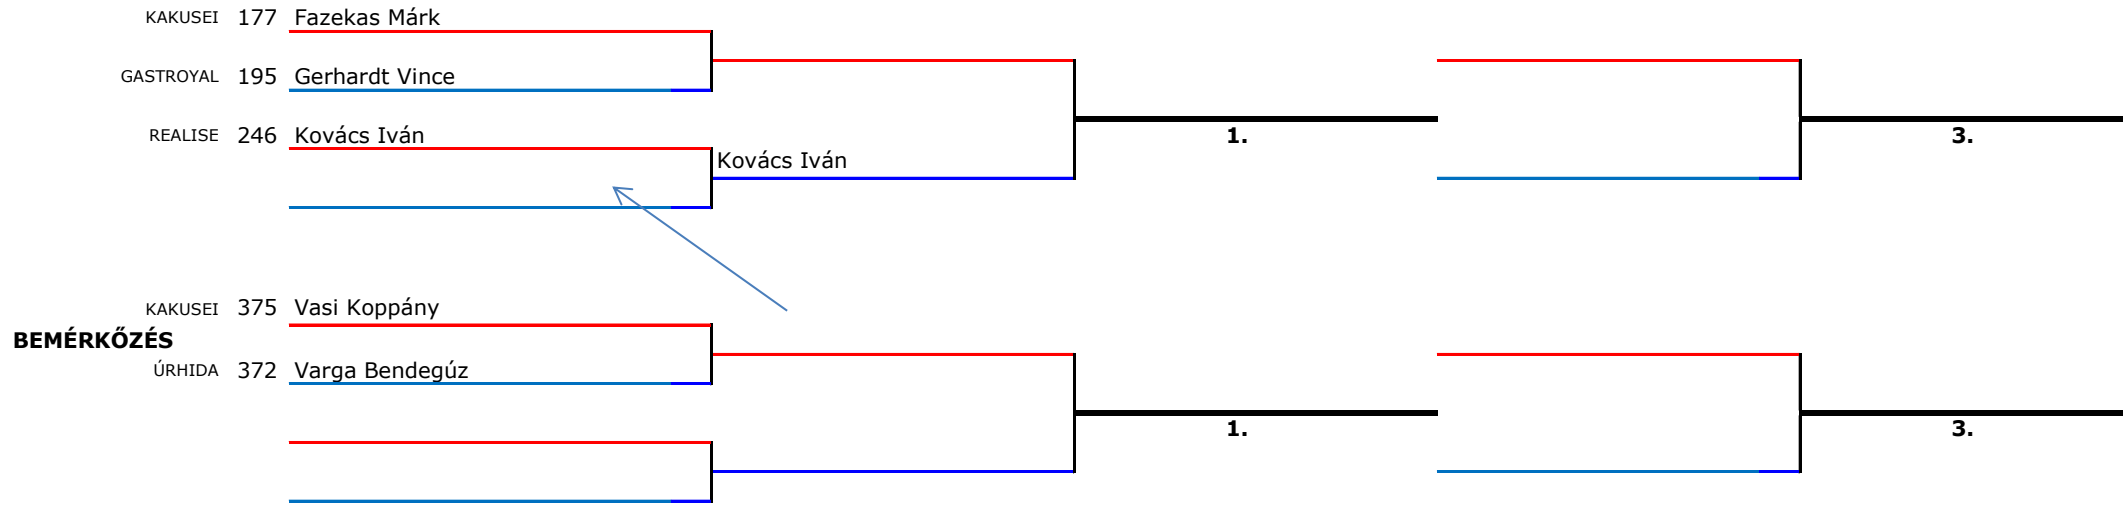 KAKUSEI 177 Fazekas Márk
GASTROYAL 195 Gerhardt Vince
REALISE 246 Kovács Iván
Kovács Iván
1.
3.
KAKUSEI 375 Vasi Koppány
BEMÉRKŐZÉS
ÚRHIDA 372 Varga Bendegúz
1.
3.